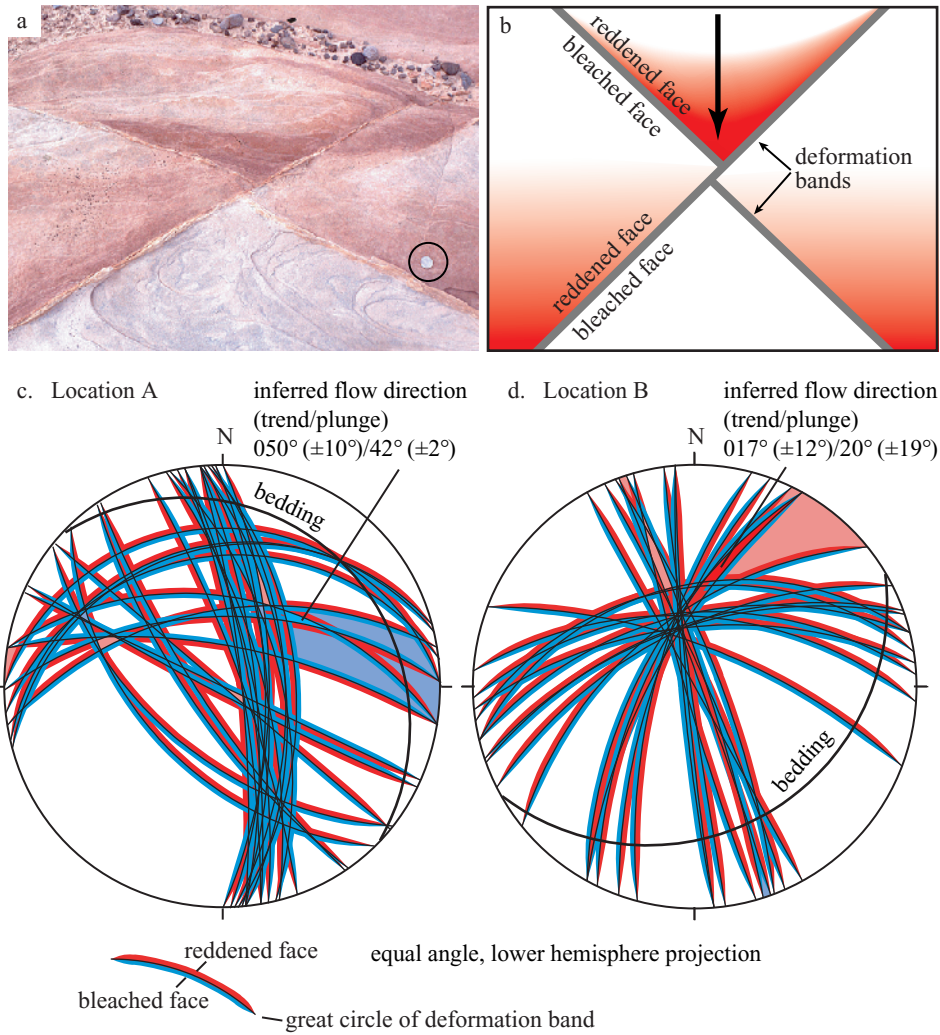 a
b
reddened face
bleached face
deformation
bands
reddened face
bleached face
c. Location A
inferred flow direction
(trend/plunge)
050° (±10°)/42° (±2°)
N
bedding
d. Location B
inferred flow direction
(trend/plunge)
017° (±12°)/20° (±19°)
N
bedding
reddened face
bleached face
great circle of deformation band
equal angle, lower hemisphere projection